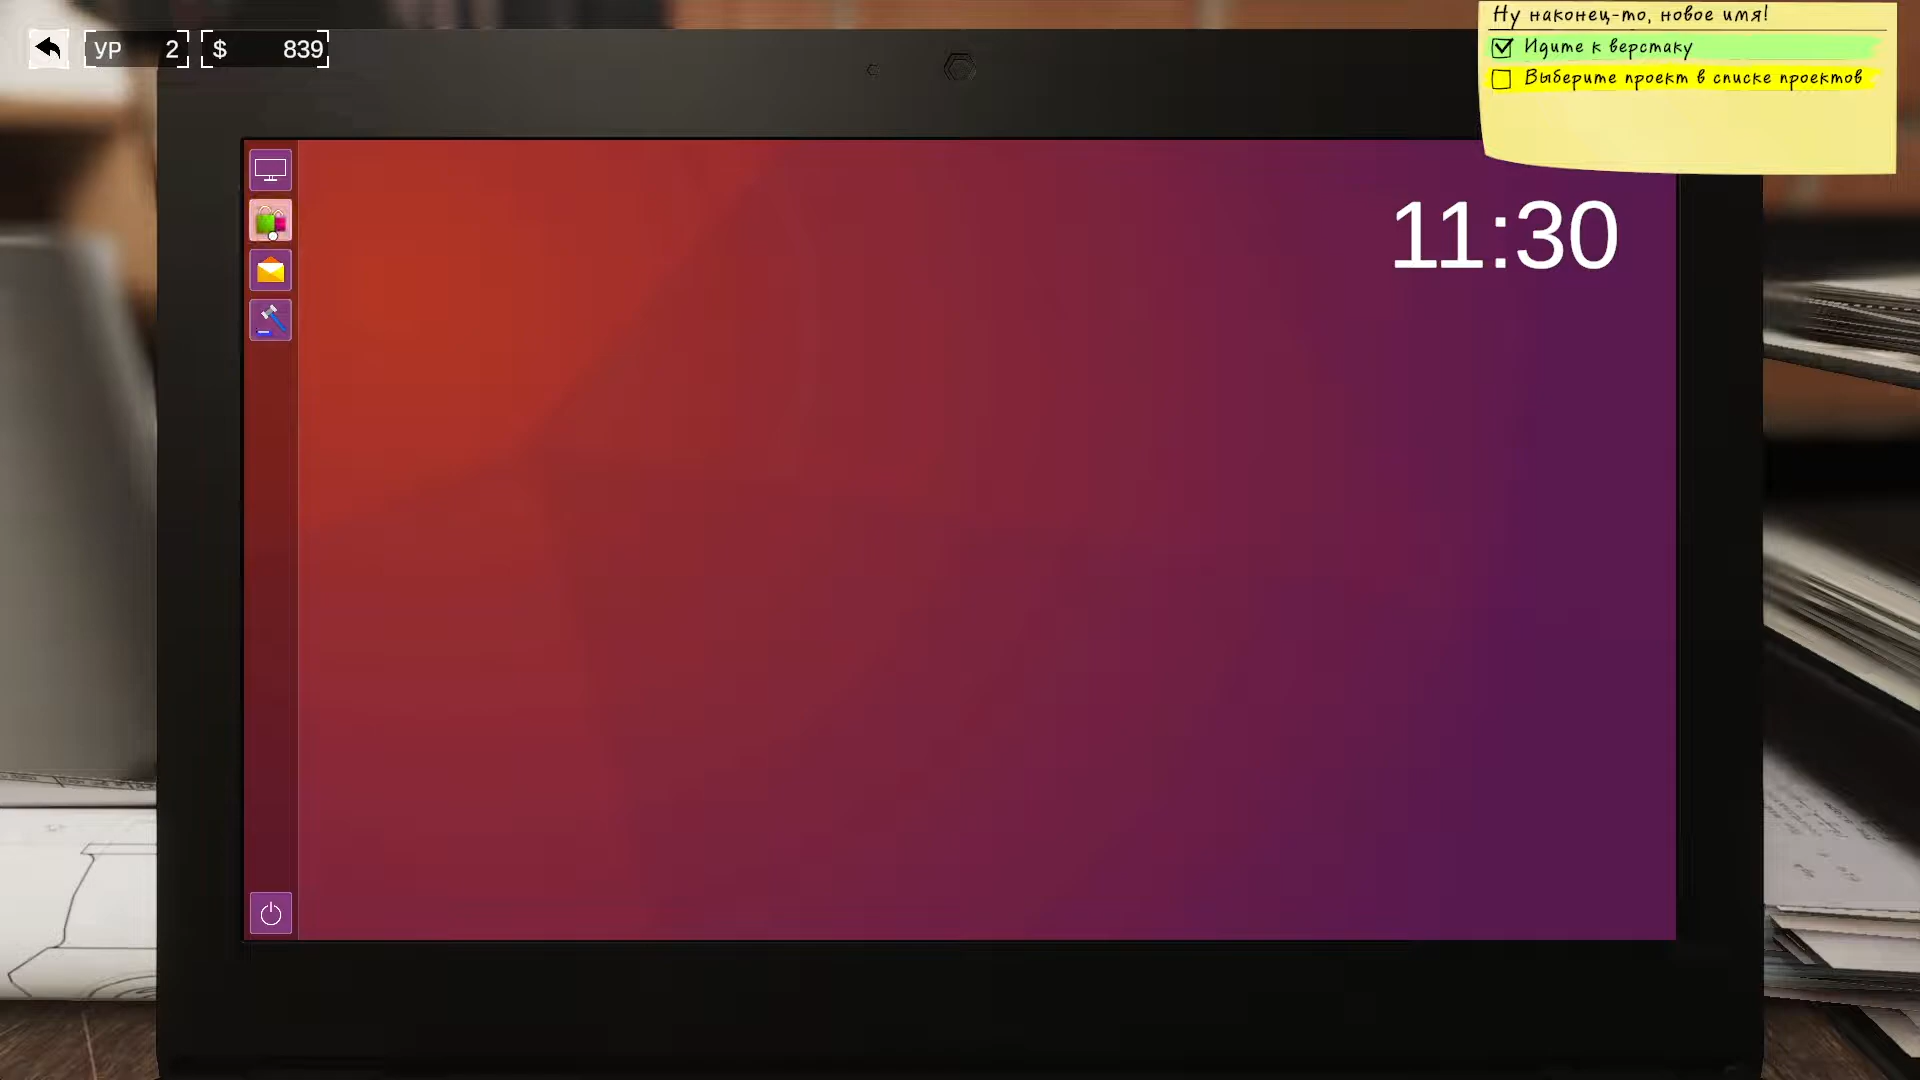 УР 2
$ 839
Ну наконец-то, новое имя!
Идите к верстаку
Выберите проект в списке проектов
11:30